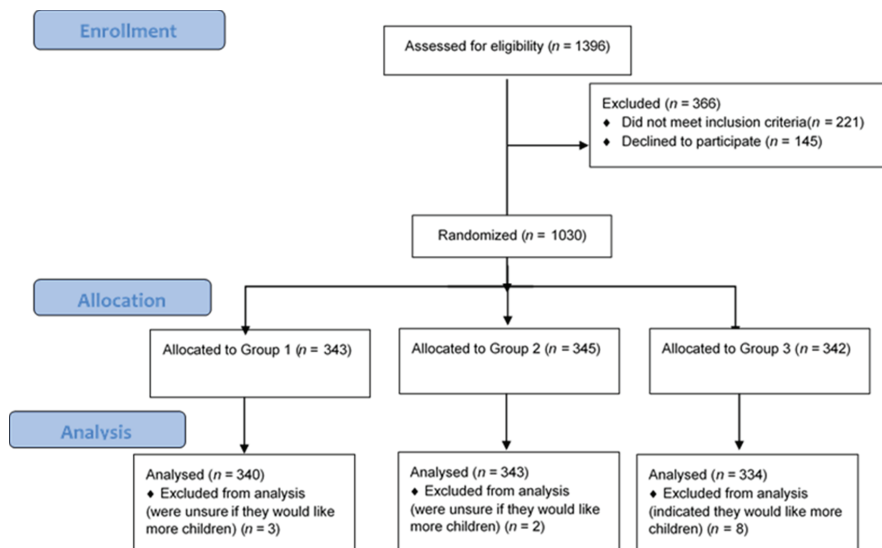 Enrollment
Assessed for eligibility (n = 1396)
Excluded (n = 366)
♦ Did not meet inclusion criteria(n = 221)
♦ Declined to participate (n = 145)
Randomized (n = 1030)
Allocation
Allocated to Group 1 (n = 343)
Allocated to Group 2 (n = 345)
Allocated to Group 3 (n = 342)
Analysis
Analysed (n = 340)
♦ Excluded from analysis
(were unsure if they would like
more children) (n = 3)
Analysed (n = 343)
♦ Excluded from analysis
(were unsure if they would like
more children) (n = 2)
Analysed (n = 334)
♦ Excluded from analysis
(indicated they would like more
children) (n = 8)